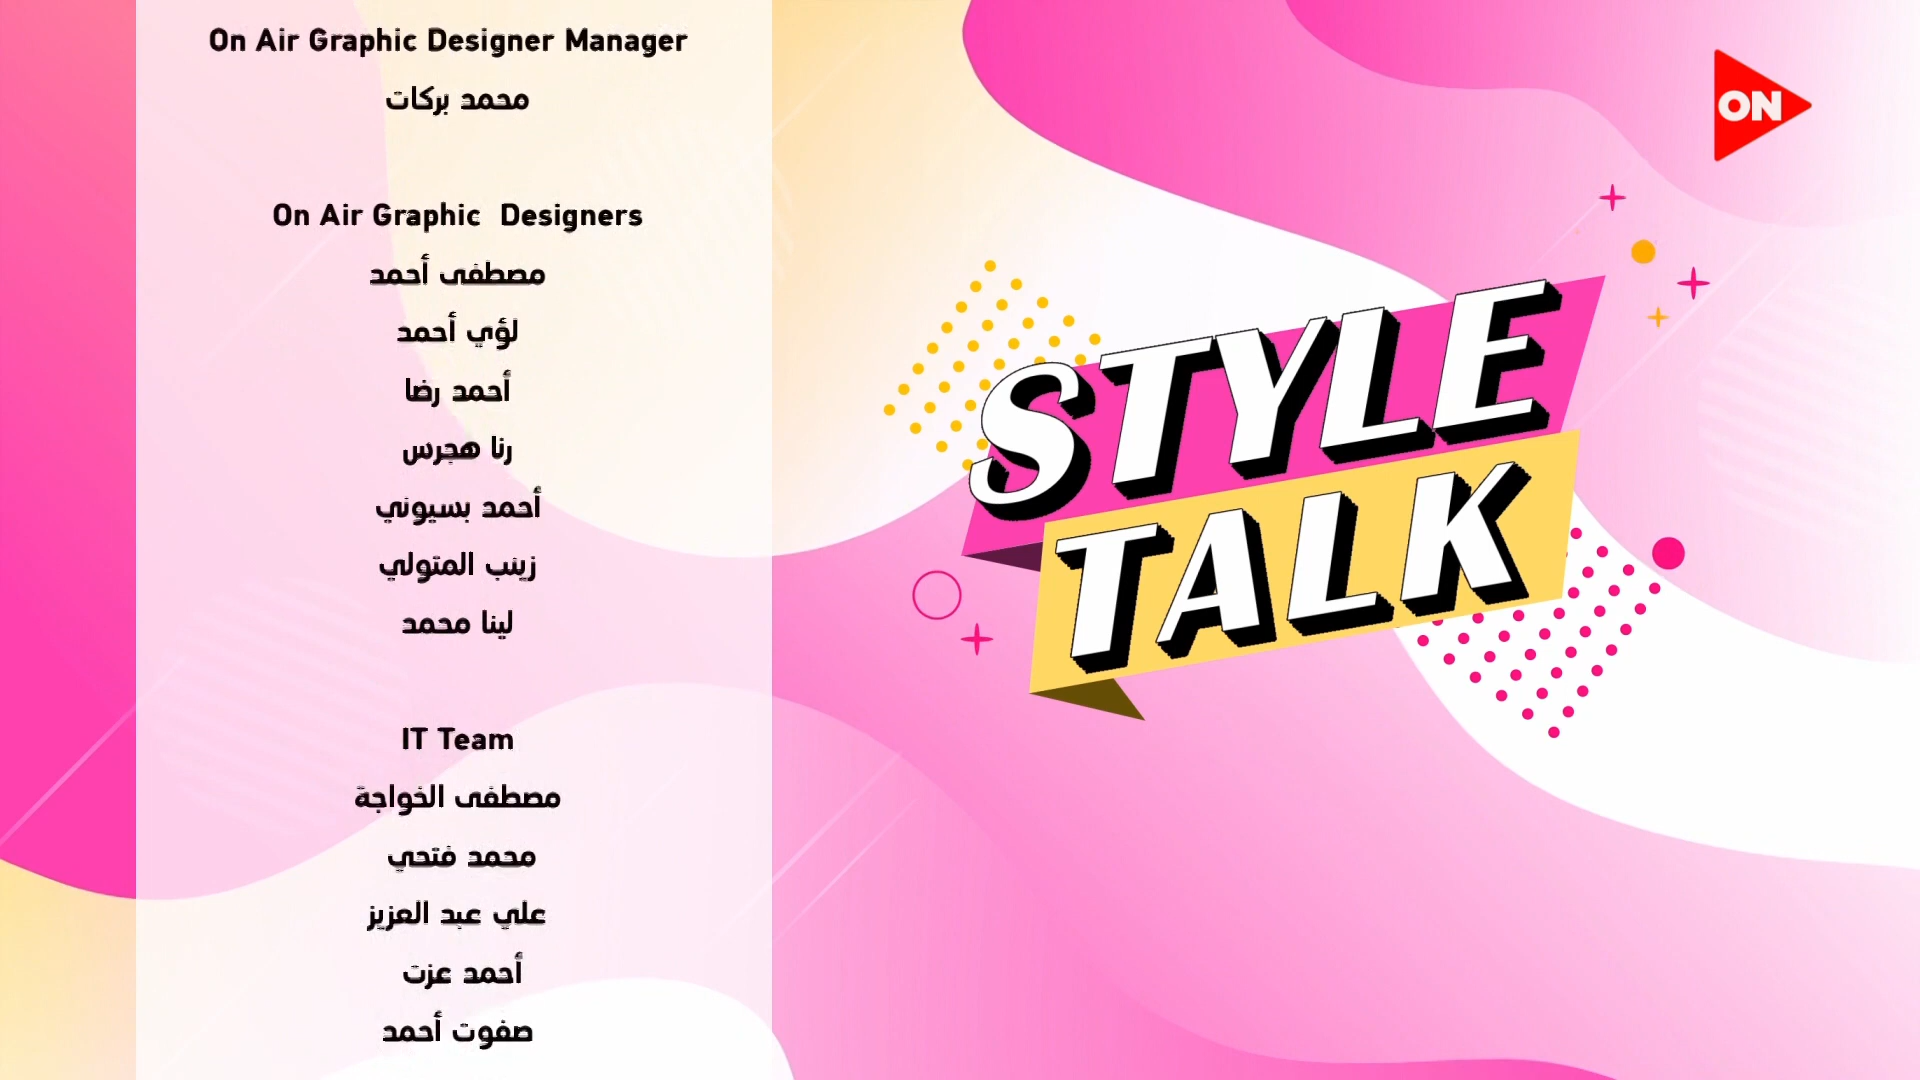 On Air Graphic Designer Manager
محمد بركات
On Air Graphic  Designers
مصطفى أحمد
لؤي أحمد
أحمد رضا
رنا هجرس
أحمد بسيوني
زينب المتولي
لينا محمد
IT Team
مصطفى الخواجة
محمد فتحي
علي عبد العزيز
أحمد عزت
صفوت أحمد
ON
STYLE
TALK